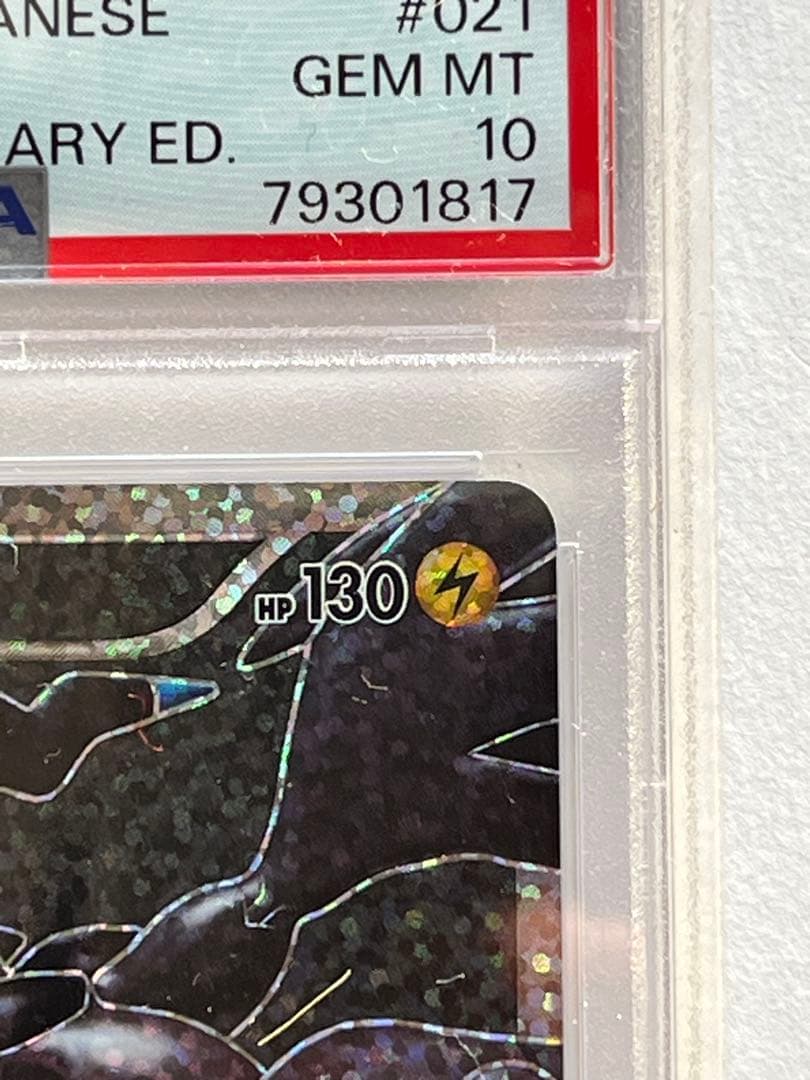 ANESE #021
GEM MT
ARY ED. 10
A 79301817
HP130